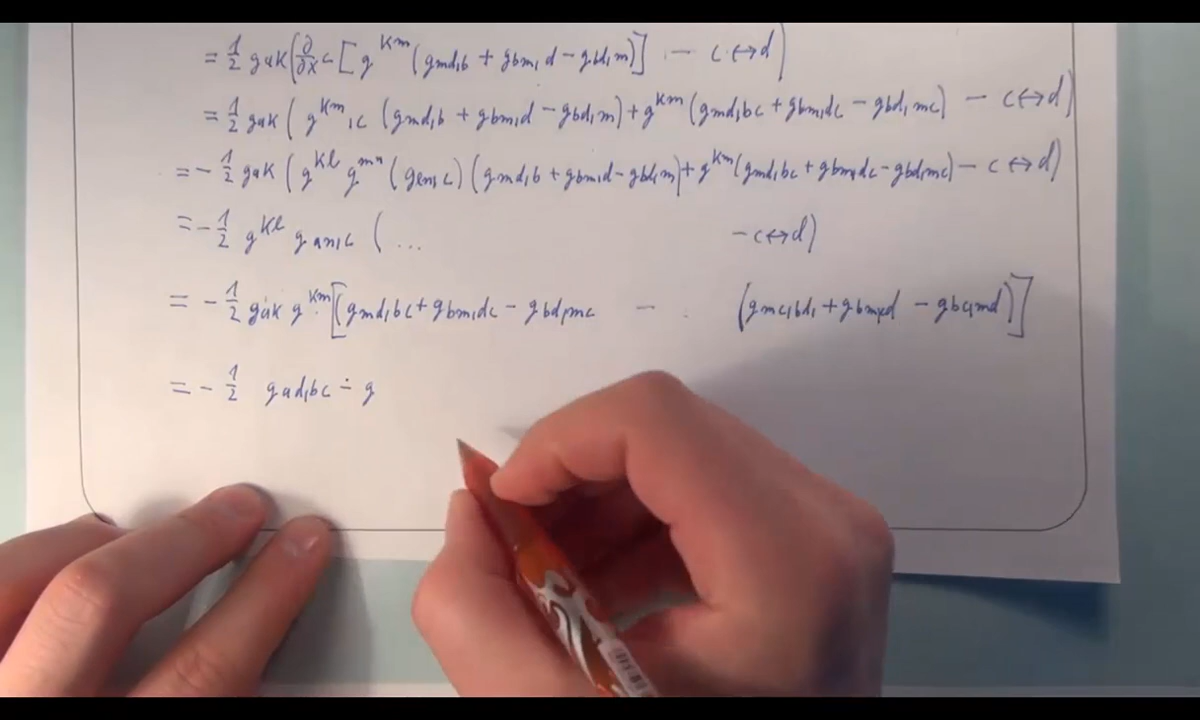 = 1/2 gak(∂/∂x^c [g^km (gmd,b + gbm,d - gbd,m)] - c↔d)
= 1/2 gak (g^km,c (gmd,b + gbm,d - gbd,m) + g^km (gmd,bc + gbm,dc - gbd,mc) - c↔d)
= - 1/2 gak (g^kl g^mn (gln,c) (gmd,b + gbm,d - gbd,m) + g^km (gmd,bc + gbm,dc - gbd,mc) - c↔d)
= - 1/2 g^kl gan,c (... - c↔d)
= - 1/2 gak g^km [(gmd,bc + gbm,dc - gbd,mc - (gmc,bd, + gbm,cd - gbc,md)]
= - 1/2 gad,bc - g